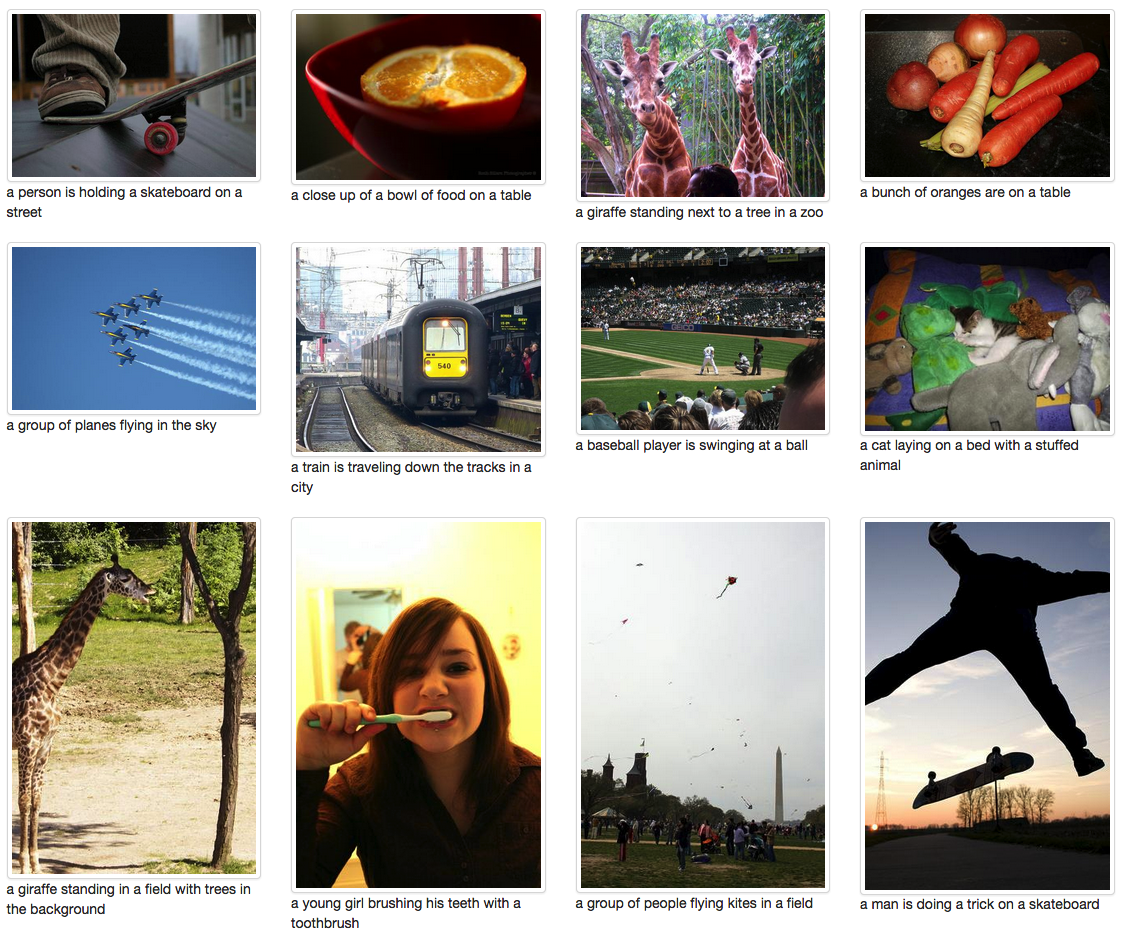 a person is holding a skateboard on a
street
a close up of a bowl of food on a table
a giraffe standing next to a tree in a zoo
a bunch of oranges are on a table
GEICO
540
a group of planes flying in the sky
a train is traveling down the tracks in a
city
a baseball player is swinging at a ball
a cat laying on a bed with a stuffed
animal
a giraffe standing in a field with trees in
the background
a young girl brushing his teeth with a
toothbrush
a group of people flying kites in a field
a man is doing a trick on a skateboard